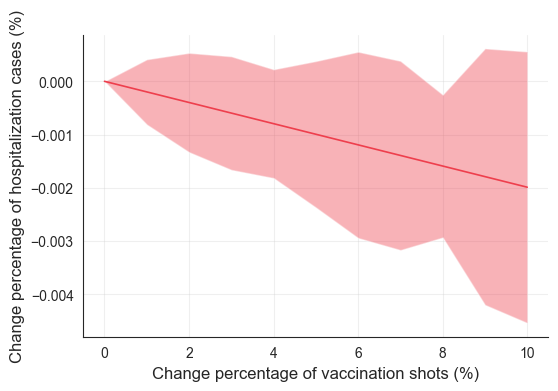 Change percentage of hospitalization cases (%)
0.000
−0.001
−0.002
−0.003
−0.004
0 2 4 6 8 10
Change percentage of vaccination shots (%)